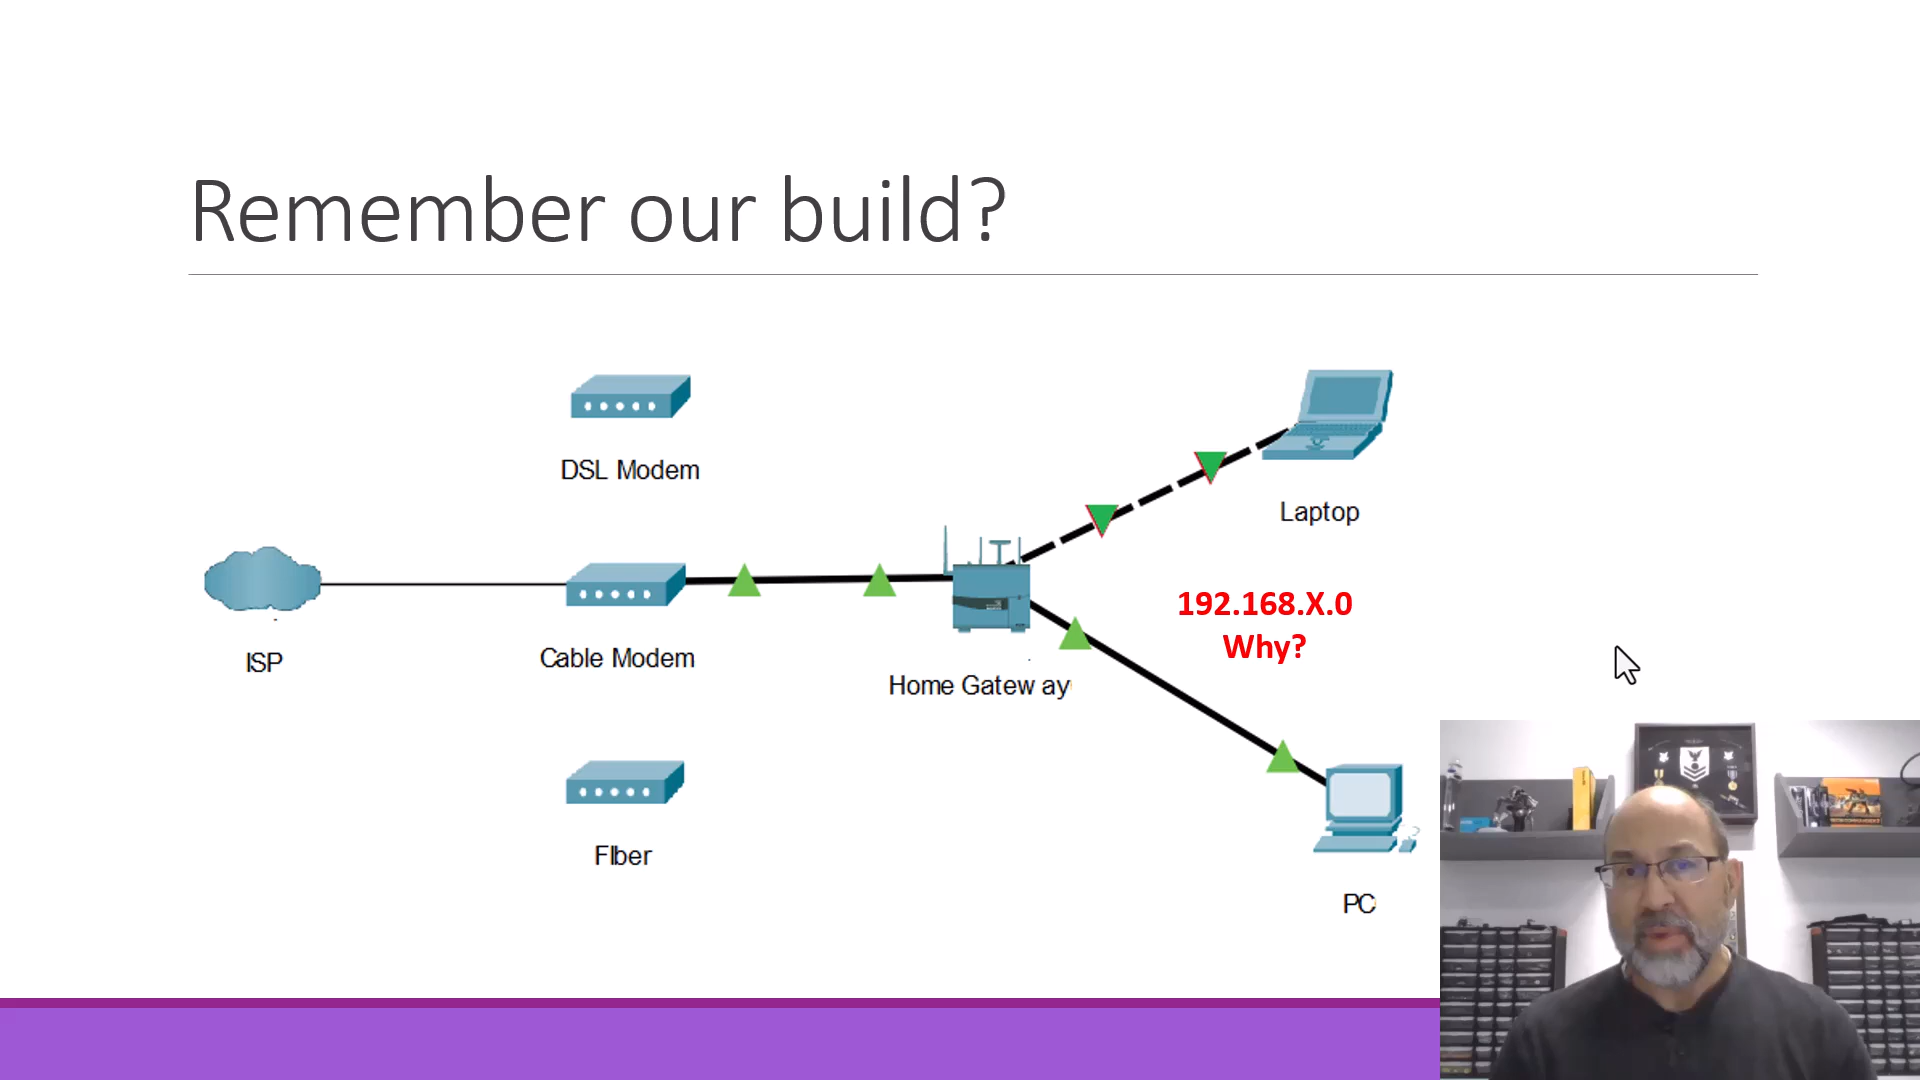 Remember our build?
DSL Modem
Laptop
192.168.X.0
Why?
ISP
Cable Modem
Home Gatew ay
FIber
PC